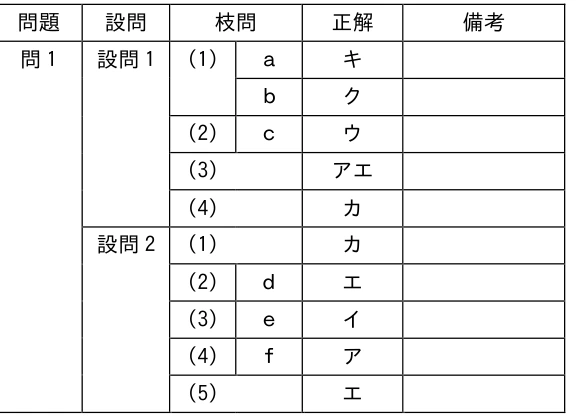 問題 設問 枝問 正解 備考
問1 設問1 (1) a キ
b ク
(2) c ウ
(3) アエ
(4) カ
設問2 (1) カ
(2) d エ
(3) e イ
(4) f ア
(5) エ